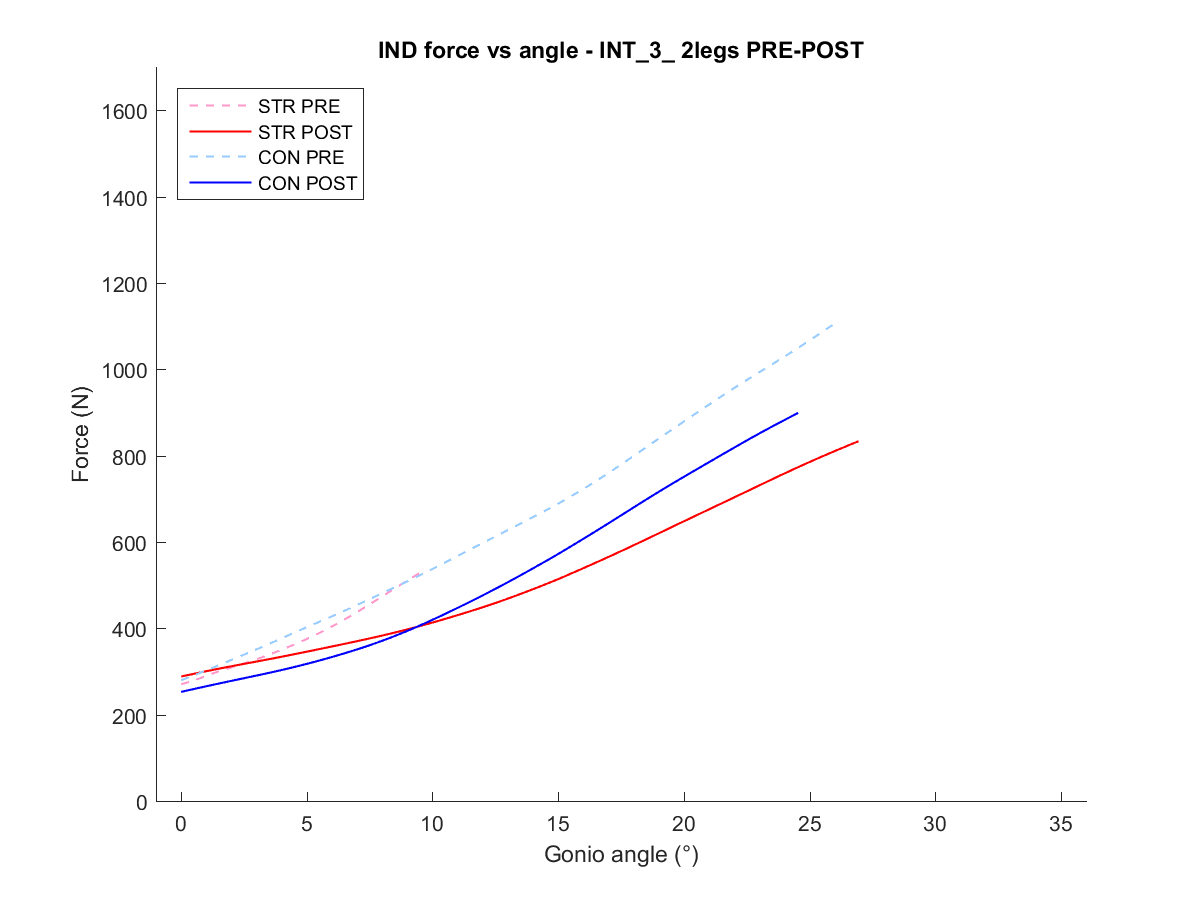 IND force vs angle - INT_3_ 2legs PRE-POST
STR PRE
STR POST
CON PRE
CON POST
1600
1400
1200
1000
800
600
400
200
0
Force (N)
0 5 10 15 20 25 30 35
Gonio angle (°)